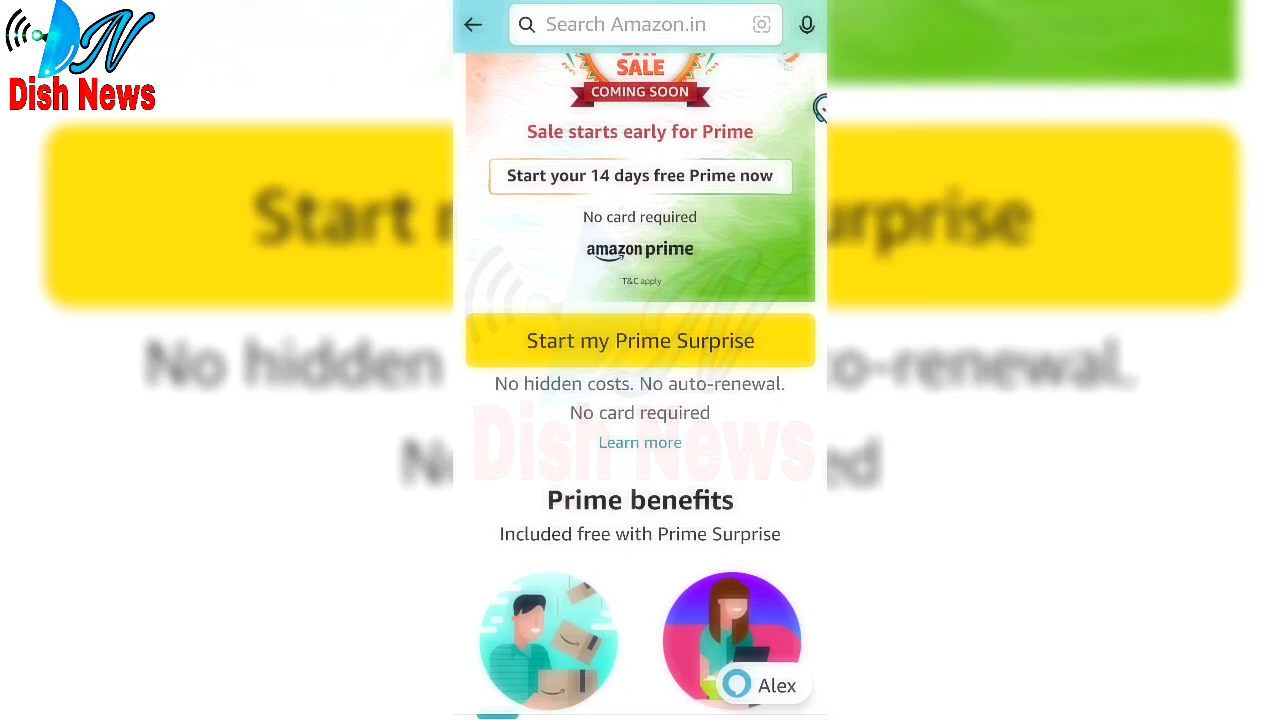 Dish News
Search Amazon.in
SALE
COMING SOON
Sale starts early for Prime
Start your 14 days free Prime now
No card required
amazon prime
*T&C apply
Start my Prime Surprise
No hidden costs. No auto-renewal.
No card required
Learn more
Dish News
Prime benefits
Included free with Prime Surprise
Alex